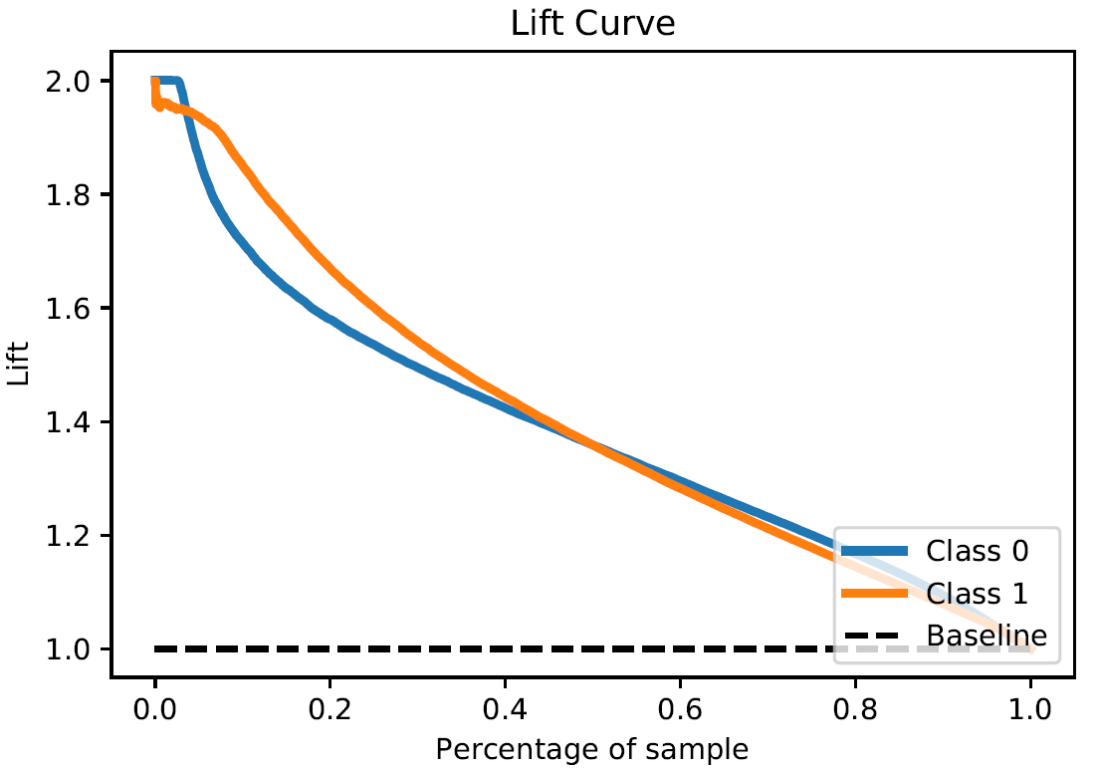 Lift Curve
Lift
2.0
1.8
1.6
1.4
1.2
1.0
0.0 0.2 0.4 0.6 0.8 1.0
Percentage of sample
Class 0
Class 1
Baseline